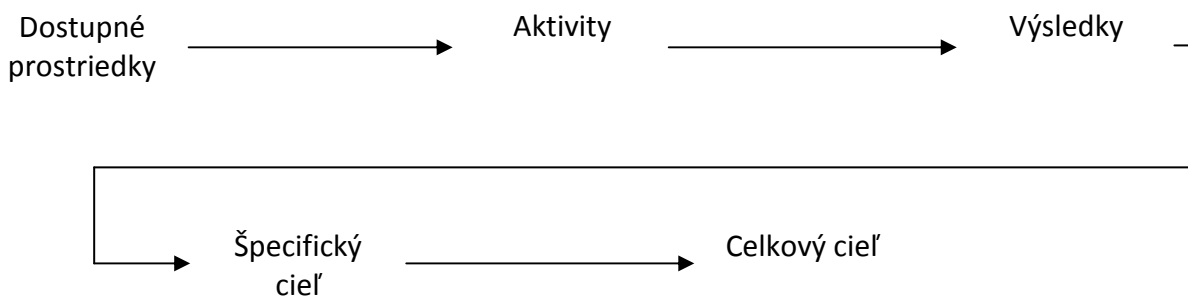 Dostupné
prostriedky
Aktivity
Výsledky
Špecifický
cieľ
Celkový cieľ